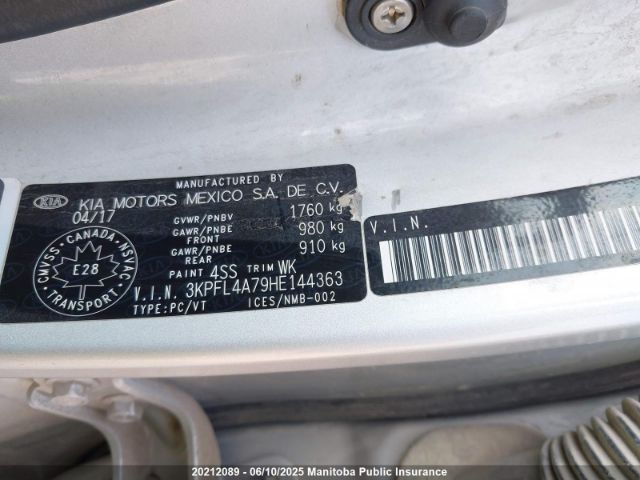 MANUFACTURED BY
KIA KIA MOTORS MEXICO S.A. DE C.V.
04/17
GVWR/PNBV 1760 kg
GAWR/PNBE FRONT 980 kg
GAWR/PNBE REAR 910 kg
PAINT 4SS TRIM WK
V.I.N. 3KPFL4A79HE144363
TYPE:PC/VT ICES/NMB-002
CMVSS CANADA NSVAC
E28
TRANSPORT
V.I.N.
20212089 - 06/10/2025 Manitoba Public Insurance